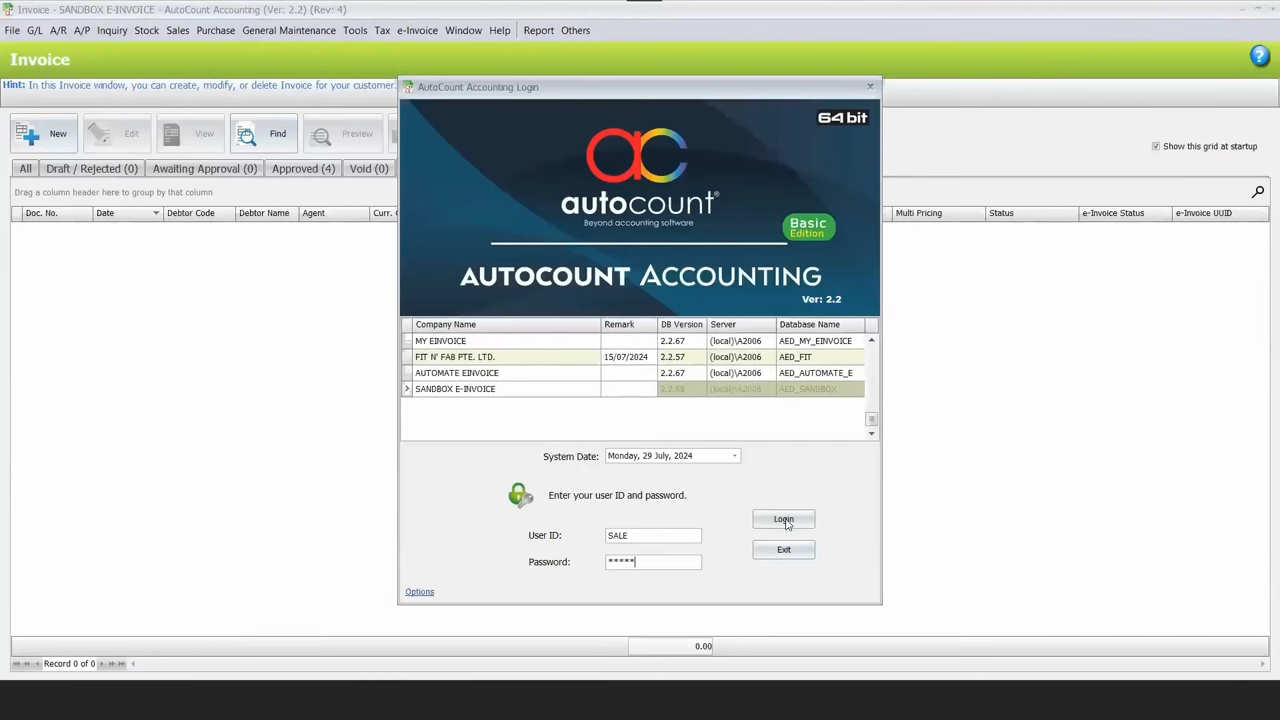 Invoice - SANDBOX E-INVOICE - AutoCount Accounting (Ver: 2.2) (Rev: 4)
File G/L A/R A/P Inquiry Stock Sales Purchase General Maintenance Tools Tax e-Invoice Window Help Report Others
Invoice
Hint: In this Invoice window, you can create, modify, or delete Invoice for your customer.
New Edit View Find Preview
Show this grid at startup
All Draft / Rejected (0) Awaiting Approval (0) Approved (4) Void (0)
Drag a column header here to group by that column
Doc. No. Date Debtor Code Debtor Name Agent Curr. Multi Pricing Status e-Invoice Status e-Invoice UUID
AutoCount Accounting Login
64bit
ac
autocount®
Beyond accounting software
Basic
Edition
AUTOCOUNT ACCOUNTING
Ver: 2.2
Company Name Remark DB Version Server Database Name
MY EINVOICE 2.2.67 (local)\A2006 AED_MY_EINVOICE
FIT N' FAB PTE. LTD. 15/07/2024 2.2.57 (local)\A2006 AED_FIT
AUTOMATE EINVOICE 2.2.67 (local)\A2006 AED_AUTOMATE_E
SANDBOX E-INVOICE 2.2.68 (local)\A2006 AED_SANDBOX
System Date: Monday, 29 July, 2024
Enter your user ID and password.
Login
User ID: SALE
Exit
Password: *****
Options
0.00
Record 0 of 0